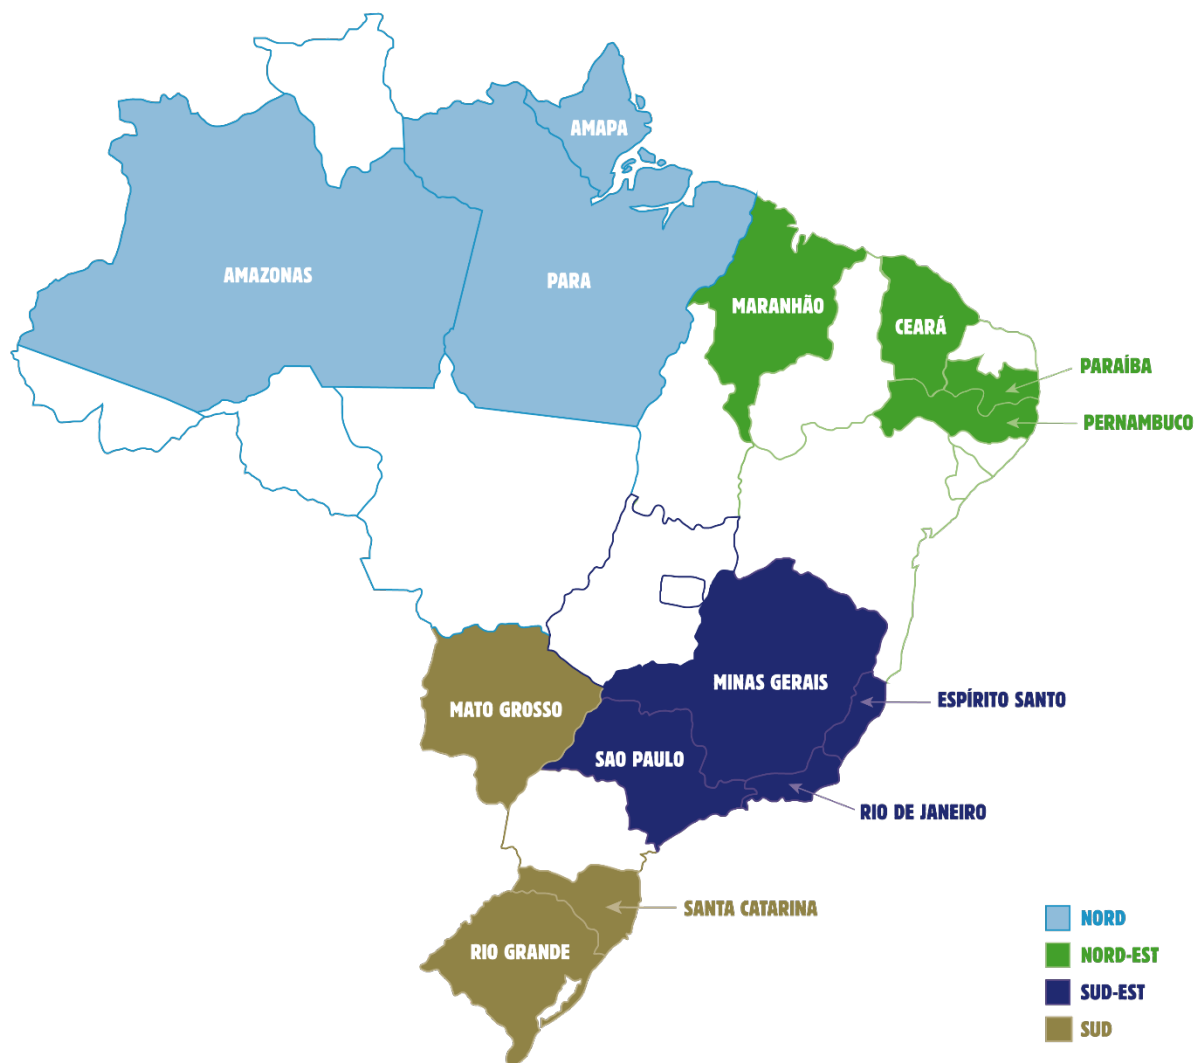 AMAPA
AMAZONAS
PARA
MARANHÃO
CEARÁ
PARAÍBA
PERNAMBUCO
MINAS GERAIS
ESPÍRITO SANTO
MATO GROSSO
SAO PAULO
RIO DE JANEIRO
SANTA CATARINA
RIO GRANDE
NORD
NORD-EST
SUD-EST
SUD